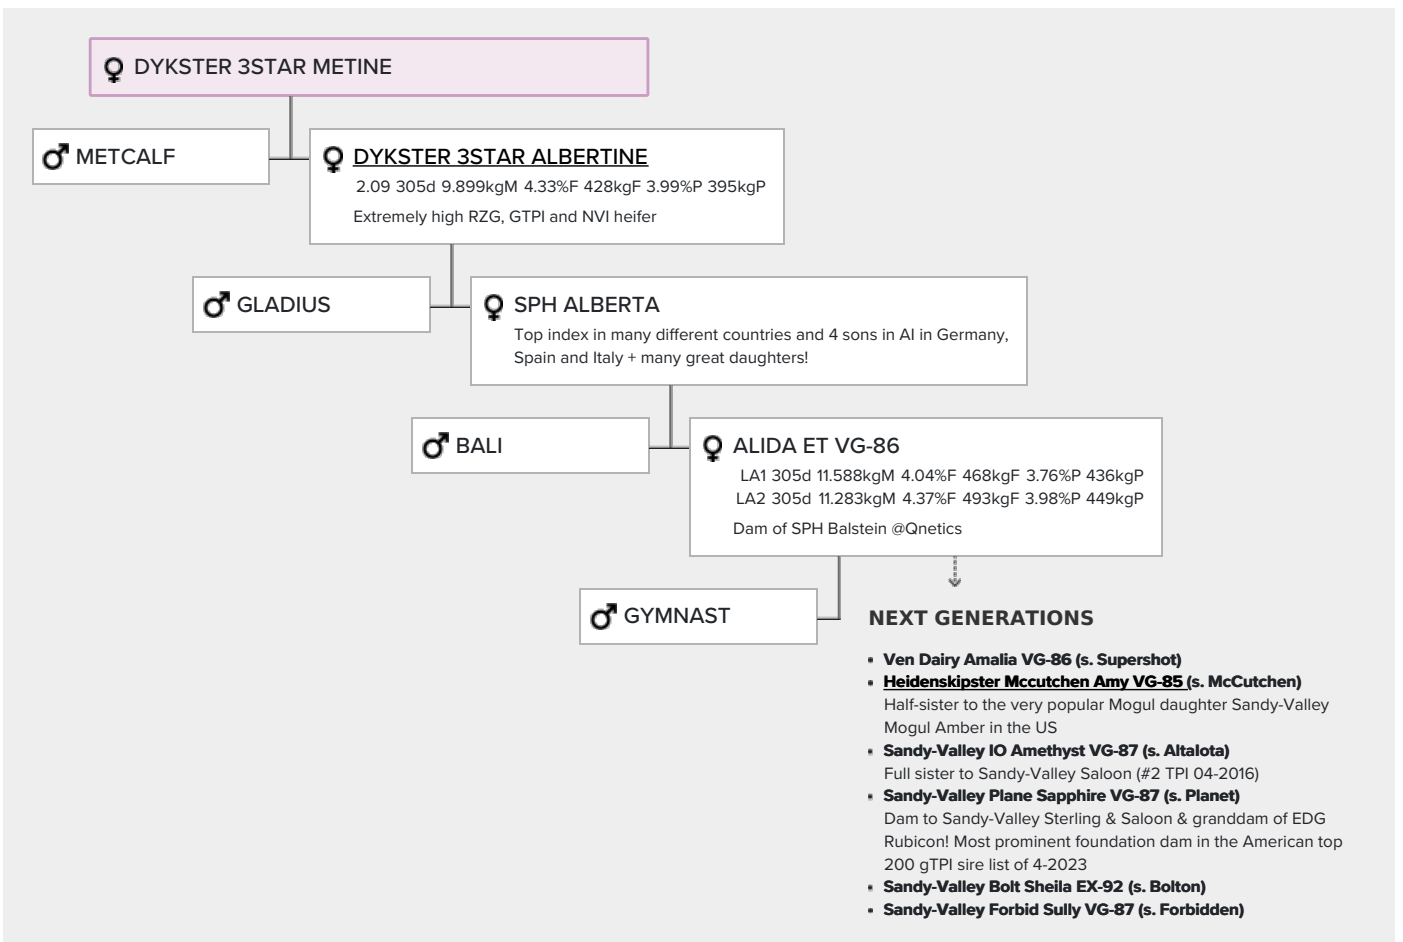 DYKSTER 3STAR METINE
METCALF
DYKSTER 3STAR ALBERTINE
2.09 305d 9.899kgM 4.33%F 428kgF 3.99%P 395kgP
Extremely high RZG, GTPI and NVI heifer
GLADIUS
SPH ALBERTA
Top index in many different countries and 4 sons in AI in Germany,
Spain and Italy + many great daughters!
BALI
ALIDA ET VG-86
LA1 305d 11.588kgM 4.04%F 468kgF 3.76%P 436kgP
LA2 305d 11.283kgM 4.37%F 493kgF 3.98%P 449kgP
Dam of SPH Balstein @Qnetics
GYMNAST
NEXT GENERATIONS
• Ven Dairy Amalia VG-86 (s. Supershot)
• Heidenskipster Mccutchen Amy VG-85 (s. McCutchen)
Half-sister to the very popular Mogul daughter Sandy-Valley
Mogul Amber in the US
• Sandy-Valley IO Amethyst VG-87 (s. AltaIota)
Full sister to Sandy-Valley Saloon (#2 TPI 04-2016)
• Sandy-Valley Plane Sapphire VG-87 (s. Planet)
Dam to Sandy-Valley Sterling & Saloon & granddam of EDG
Rubicon! Most prominent foundation dam in the American top
200 gTPI sire list of 4-2023
• Sandy-Valley Bolt Sheila EX-92 (s. Bolton)
• Sandy-Valley Forbid Sully VG-87 (s. Forbidden)